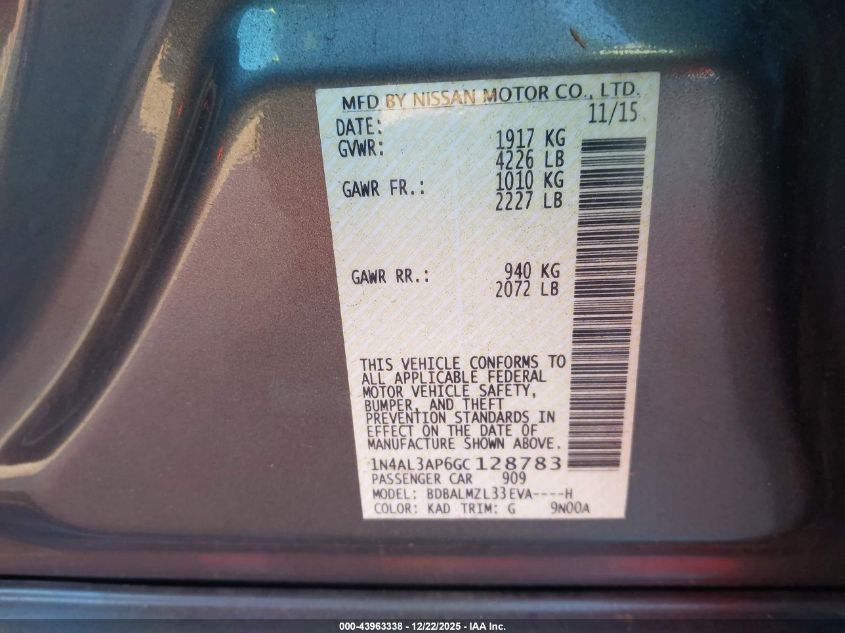 MFD BY NISSAN MOTOR CO., LTD.
DATE: 11/15
GVWR: 1917 KG
4226 LB
GAWR FR.: 1010 KG
2227 LB
GAWR RR.: 940 KG
2072 LB
THIS VEHICLE CONFORMS TO
ALL APPLICABLE FEDERAL
MOTOR VEHICLE SAFETY,
BUMPER, AND THEFT
PREVENTION STANDARDS IN
EFFECT ON THE DATE OF
MANUFACTURE SHOWN ABOVE.
1N4AL3AP6GC128783
PASSENGER CAR 909
MODEL: BDBALMZL33EVA----H
COLOR: KAD TRIM: G 9N00A
000-43963338 - 12/22/2025 - IAA Inc.